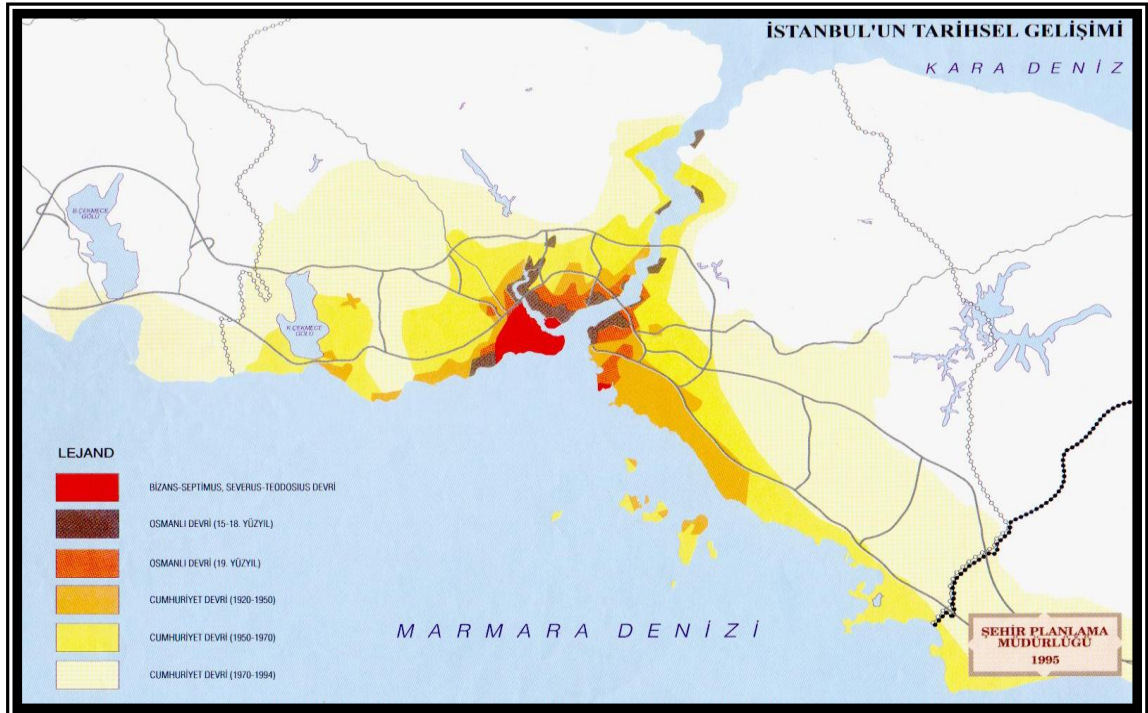 İSTANBUL'UN TARİHSEL GELİŞİMİ
KARA DENİZ
B.ÇEKMECE
GÖLÜ
K.ÇEKMECE
GÖLÜ
LEJAND
BİZANS-SEPTİMUS, SEVERUS-TEODOSIUS DEVRİ
OSMANLI DEVRİ (15-18. YÜZYIL)
OSMANLI DEVRİ (19. YÜZYIL)
CUMHURİYET DEVRİ (1920-1950)
CUMHURİYET DEVRİ (1950-1970)
CUMHURİYET DEVRİ (1970-1994)
MARMARA DENİZİ
ŞEHİR PLANLAMA
MÜDÜRLÜĞÜ
1995